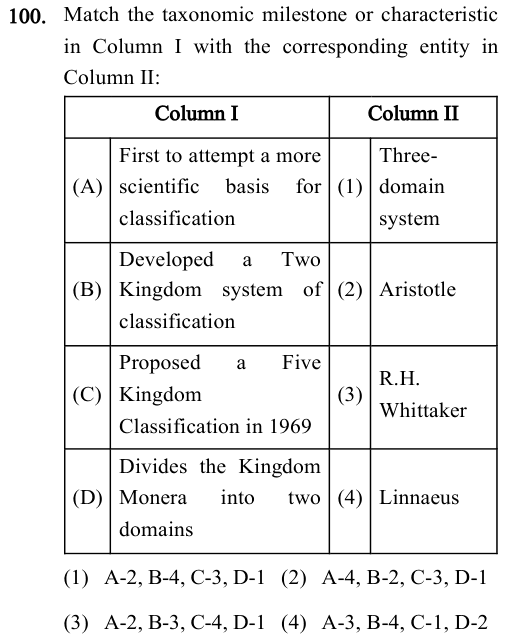 100. Match the taxonomic milestone or characteristic
in Column I with the corresponding entity in
Column II:
Column I Column II
First to attempt a more
(A) scientific basis for classification (1) Three-domain system
Developed a Two
(B) Kingdom system of classification (2) Aristotle
Proposed a Five
(C) Kingdom Classification in 1969 (3) R.H. Whittaker
Divides the Kingdom
(D) Monera into two domains (4) Linnaeus
(1) A-2, B-4, C-3, D-1 (2) A-4, B-2, C-3, D-1
(3) A-2, B-3, C-4, D-1 (4) A-3, B-4, C-1, D-2